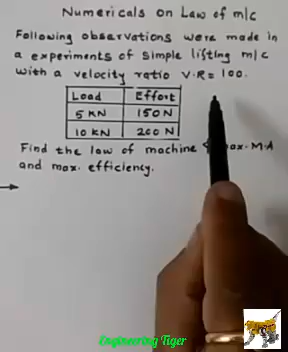 Numericals on Law of m/c
Following observations were made in
a experiments of simple lifting m/c
with a velocity ratio V.R = 100.
Load Effort
5 KN 150 N
10 KN 200 N
Find the law of machine max. M.A
and max. efficiency.
Engineering Tiger